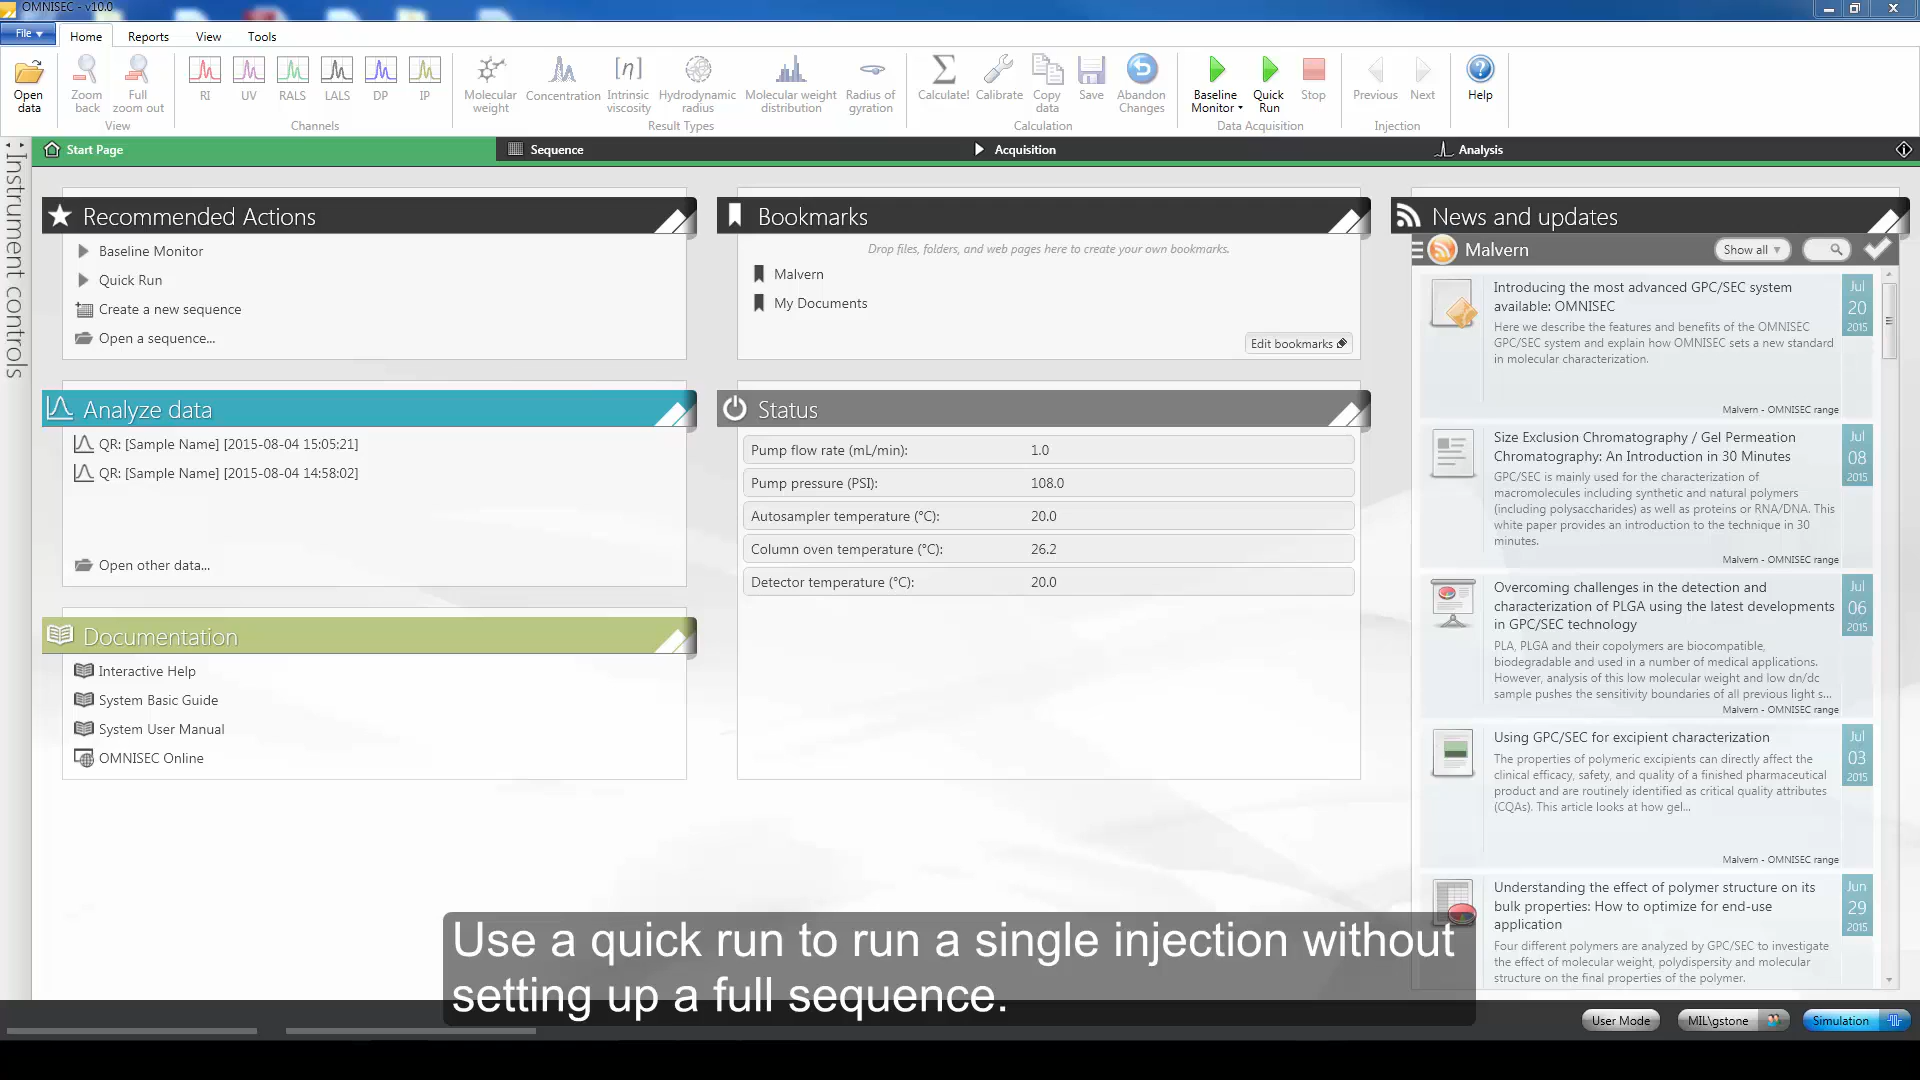 OMNISEC - v10.0
File
Home
Reports
View
Tools
Open data
Zoom back
Full zoom out
View
RI
UV
RALS
LALS
DP
IP
Channels
Molecular weight
Concentration
[η]
Intrinsic viscosity
Hydrodynamic radius
Molecular weight distribution
Radius of gyration
Result Types
Calculate!
Calibrate
Copy data
Save
Abandon Changes
Calculation
Baseline Monitor
Quick Run
Stop
Data Acquisition
Previous
Next
Injection
Help
Instrument controls
Start Page
Sequence
Acquisition
Analysis
Recommended Actions
Baseline Monitor
Quick Run
Create a new sequence
Open a sequence...
Analyze data
QR: [Sample Name] [2015-08-04 15:05:21]
QR: [Sample Name] [2015-08-04 14:58:02]
Open other data...
Documentation
Interactive Help
System Basic Guide
System User Manual
OMNISEC Online
Bookmarks
Drop files, folders, and web pages here to create your own bookmarks.
Malvern
My Documents
Edit bookmarks
Status
Pump flow rate (mL/min): 1.0
Pump pressure (PSI): 108.0
Autosampler temperature (°C): 20.0
Column oven temperature (°C): 26.2
Detector temperature (°C): 20.0
News and updates
Malvern
Show all
Introducing the most advanced GPC/SEC system
available: OMNISEC
Here we describe the features and benefits of the OMNISEC
GPC/SEC system and explain how OMNISEC sets a new standard
in molecular characterization.
Malvern - OMNISEC range
Jul
20
2015
Size Exclusion Chromatography / Gel Permeation
Chromatography: An Introduction in 30 Minutes
GPC/SEC is mainly used for the characterization of
macromolecules including synthetic and natural polymers
(including polysaccharides) as well as proteins or RNA/DNA. This
white paper provides an introduction to the technique in 30
minutes.
Malvern - OMNISEC range
Jul
08
2015
Overcoming challenges in the detection and
characterization of PLGA using the latest developments
in GPC/SEC technology
PLA, PLGA and their copolymers are biocompatible,
biodegradable and used in a number of medical applications.
However, analysis of this low molecular weight and low dn/dc
sample pushes the sensitivity boundaries of all previous light s...
Malvern - OMNISEC range
Jul
06
2015
Using GPC/SEC for excipient characterization
The properties of polymeric excipients can directly affect the
clinical efficacy, safety, and quality of a finished pharmaceutical
product and are routinely identified as critical quality attributes
(CQAs). This article looks at how gel...
Malvern - OMNISEC range
Jul
03
2015
Understanding the effect of polymer structure on its
bulk properties: How to optimize for end-use
application
Four different polymers are analyzed by GPC/SEC to investigate
the effect of molecular weight, polydispersity and molecular
structure on the final properties of the polymer.
Jun
29
2015
Use a quick run to run a single injection without
setting up a full sequence.
User Mode
MIL\gstone
Simulation